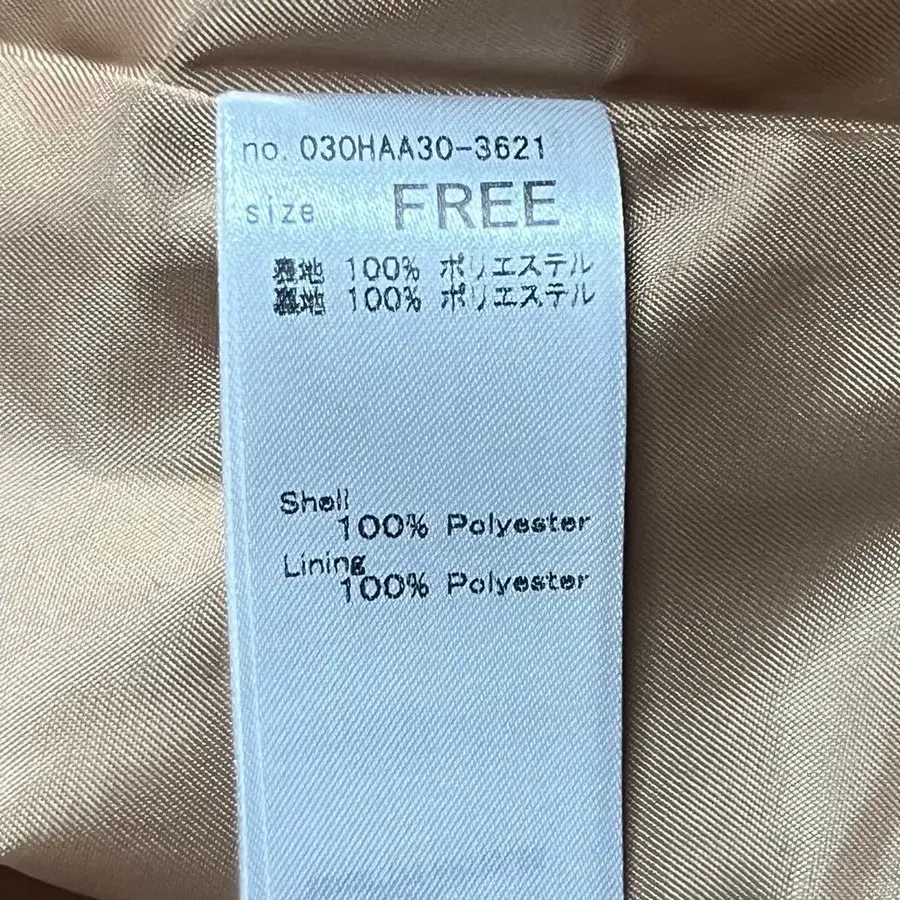 no. 030HAA30-3621
size FREE
表地 100% ポリエステル
裏地 100% ポリエステル
Shell
100% Polyester
Lining
100% Polyester